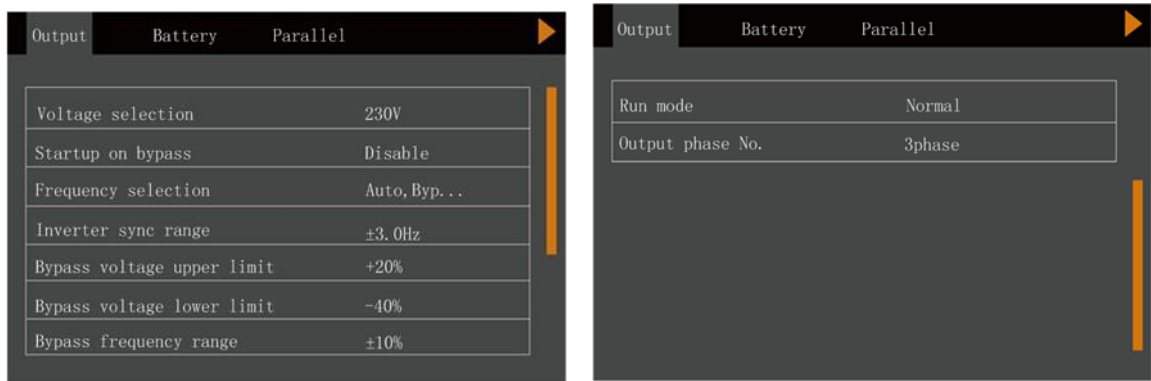 Output Battery Parallel
Voltage selection 230V
Startup on bypass Disable
Frequency selection Auto,Byp...
Inverter sync range ±3.0Hz
Bypass voltage upper limit +20%
Bypass voltage lower limit -40%
Bypass frequency range ±10%
Output Battery Parallel
Run mode Normal
Output phase No. 3phase